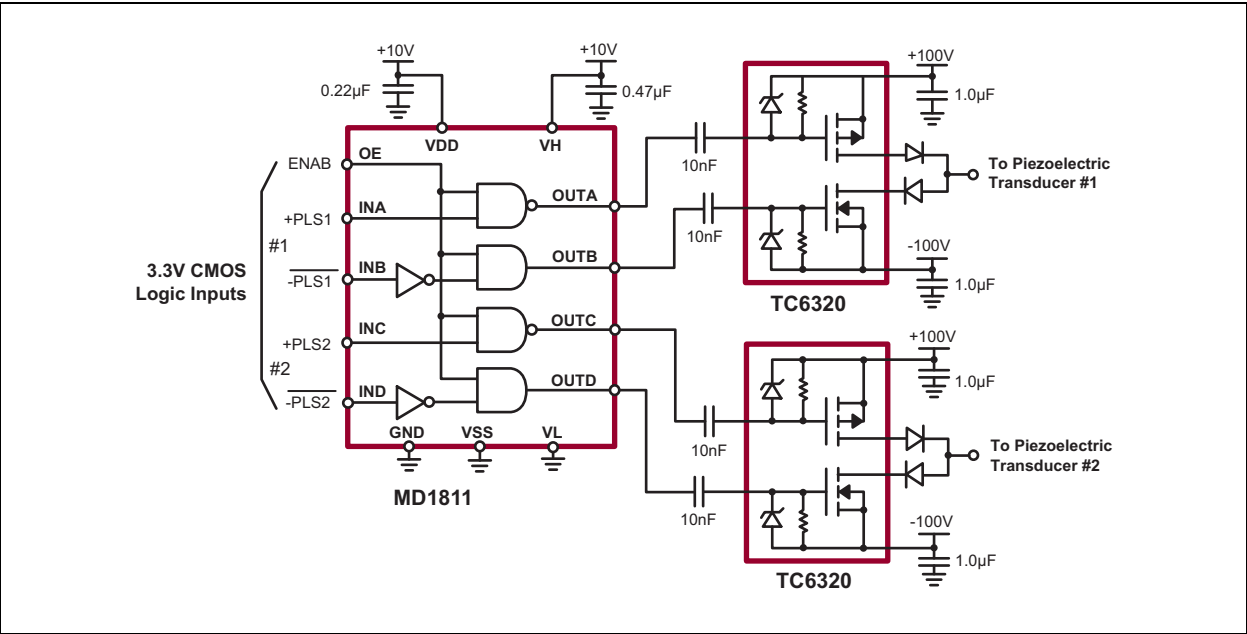 +10V
+10V
+100V
0.22µF
0.47µF
1.0µF
VDD
VH
ENAB
OE
10nF
To Piezoelectric
Transducer #1
OUTA
+PLS1
INA
#1
10nF
-100V
3.3V CMOS
Logic Inputs
-PLS1
INB
OUTB
1.0µF
TC6320
INC
OUTC
+PLS2
+100V
#2
1.0µF
OUTD
-PLS2
IND
GND
VSS
VL
10nF
To Piezoelectric
Transducer #2
MD1811
10nF
-100V
1.0µF
TC6320